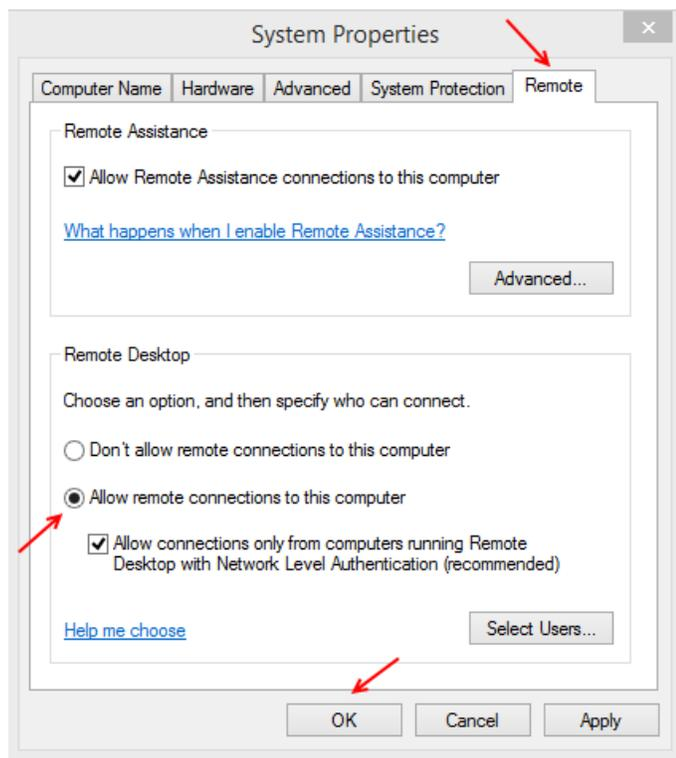 System Properties
Computer Name Hardware Advanced System Protection Remote
Remote Assistance
Allow Remote Assistance connections to this computer
What happens when I enable Remote Assistance?
Advanced...
Remote Desktop
Choose an option, and then specify who can connect.
Don't allow remote connections to this computer
Allow remote connections to this computer
Allow connections only from computers running Remote
Desktop with Network Level Authentication (recommended)
Help me choose
Select Users...
OK Cancel Apply